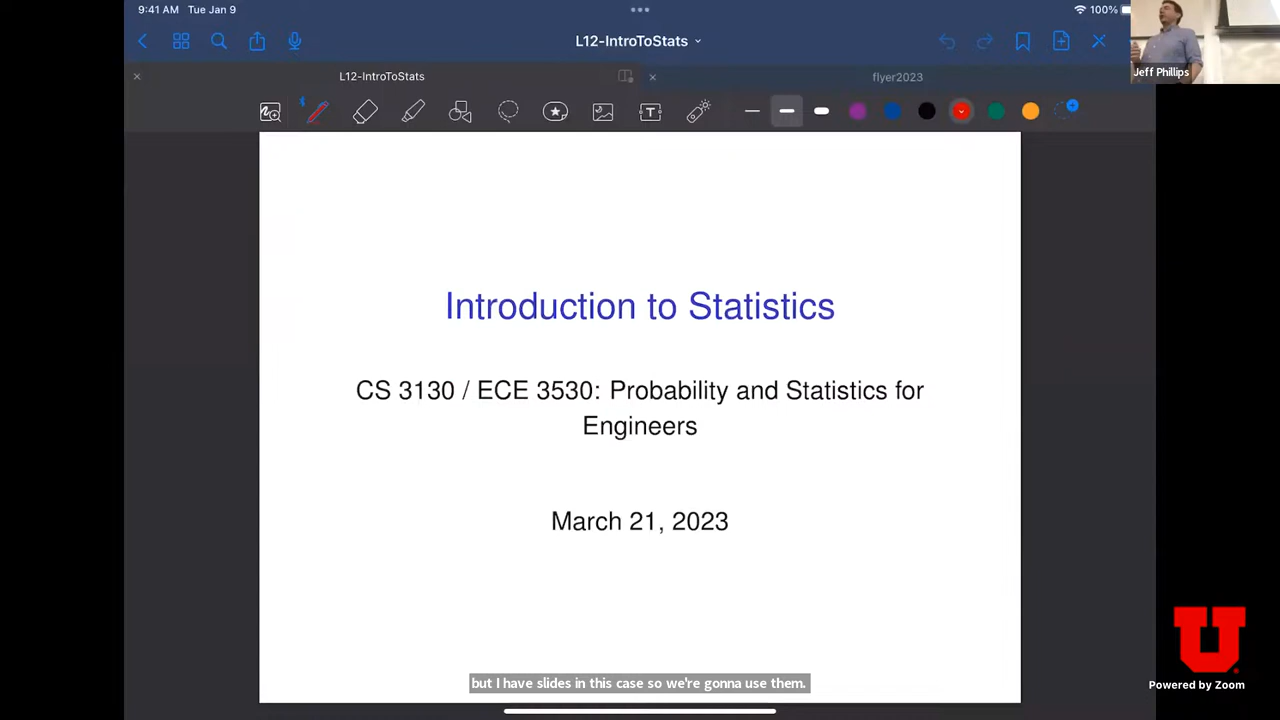 9:41 AM Tue Jan 9
100%
L12-IntroToStats
Jeff Phillips
L12-IntroToStats
flyer2023
T
Introduction to Statistics
CS 3130 / ECE 3530: Probability and Statistics for
Engineers
March 21, 2023
but I have slides in this case so we're gonna use them.
U
Powered by Zoom